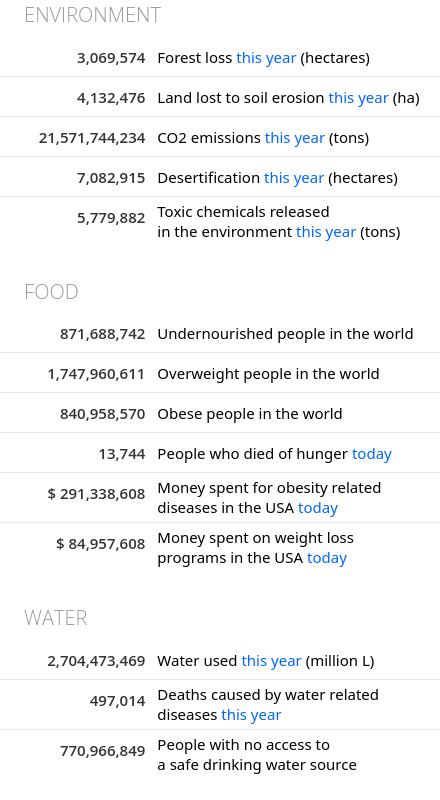 ENVIRONMENT
3,069,574 Forest loss this year (hectares)
4,132,476 Land lost to soil erosion this year (ha)
21,571,744,234 CO2 emissions this year (tons)
7,082,915 Desertification this year (hectares)
5,779,882 Toxic chemicals released
in the environment this year (tons)
FOOD
871,688,742 Undernourished people in the world
1,747,960,611 Overweight people in the world
840,958,570 Obese people in the world
13,744 People who died of hunger today
$ 291,338,608 Money spent for obesity related
diseases in the USA today
$ 84,957,608 Money spent on weight loss
programs in the USA today
WATER
2,704,473,469 Water used this year (million L)
497,014 Deaths caused by water related
diseases this year
770,966,849 People with no access to
a safe drinking water source